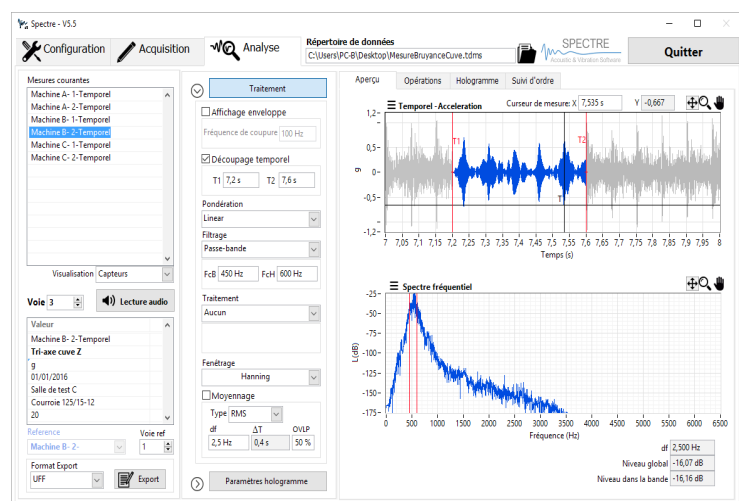 Spectre - V5.5
Configuration
Acquisition
Analyse
Répertoire de données
C:\Users\PC-B\Desktop\MesureBruyanceCuve.tdms
SPECTRE
Acoustic & Vibration Software
Quitter
Mesures courantes
Machine A- 1-Temporel
Machine A- 2-Temporel
Machine B- 1-Temporel
Machine B- 2-Temporel
Machine C- 1-Temporel
Machine C- 2-Temporel
Visualisation Capteurs
Voie 3
Lecture audio
Valeur
Machine B- 2-Temporel
Tri-axe cuve Z
g
01/01/2016
Salle de test C
Courroie 125/15-12
20
Reference
Voie ref
Machine B- 2-
1
Format Export
UFF
Export
Traitement
Affichage enveloppe
Fréquence de coupure 100 Hz
Découpage temporel
T1 7,2 s T2 7,6 s
Pondération
Linear
Filtrage
Passe-bande
FcB 450 Hz FcH 600 Hz
Traitement
Aucun
Fenétrage
Hanning
Moyennage
Type RMS
df ΔT OVLP
2,5 Hz 0,4 s 50 %
Paramètres hologramme
Aperçu Opérations Hologramme Suivi d'ordre
Temporel -Acceleration
Curseur de mesure: X 7,535 s Y -0,667
1,2-
0,5-
0-
-0,5-
-1,2-
g
T1
T2
T
7 7,05 7,1 7,15 7,2 7,25 7,3 7,35 7,4 7,45 7,5 7,55 7,6 7,65 7,7 7,75 7,8 7,85 7,9 7,95 8
Temps (s)
Spectre fréquentiel
-25-
-50-
-75-
-100-
-125-
-150-
-175-
L(dB)
0 500 1000 1500 2000 2500 3000 3500 4000 4500 5000 5500 6000 6500
Fréquence (Hz)
df 2,500 Hz
Niveau global -16,07 dB
Niveau dans la bande -16,16 dB